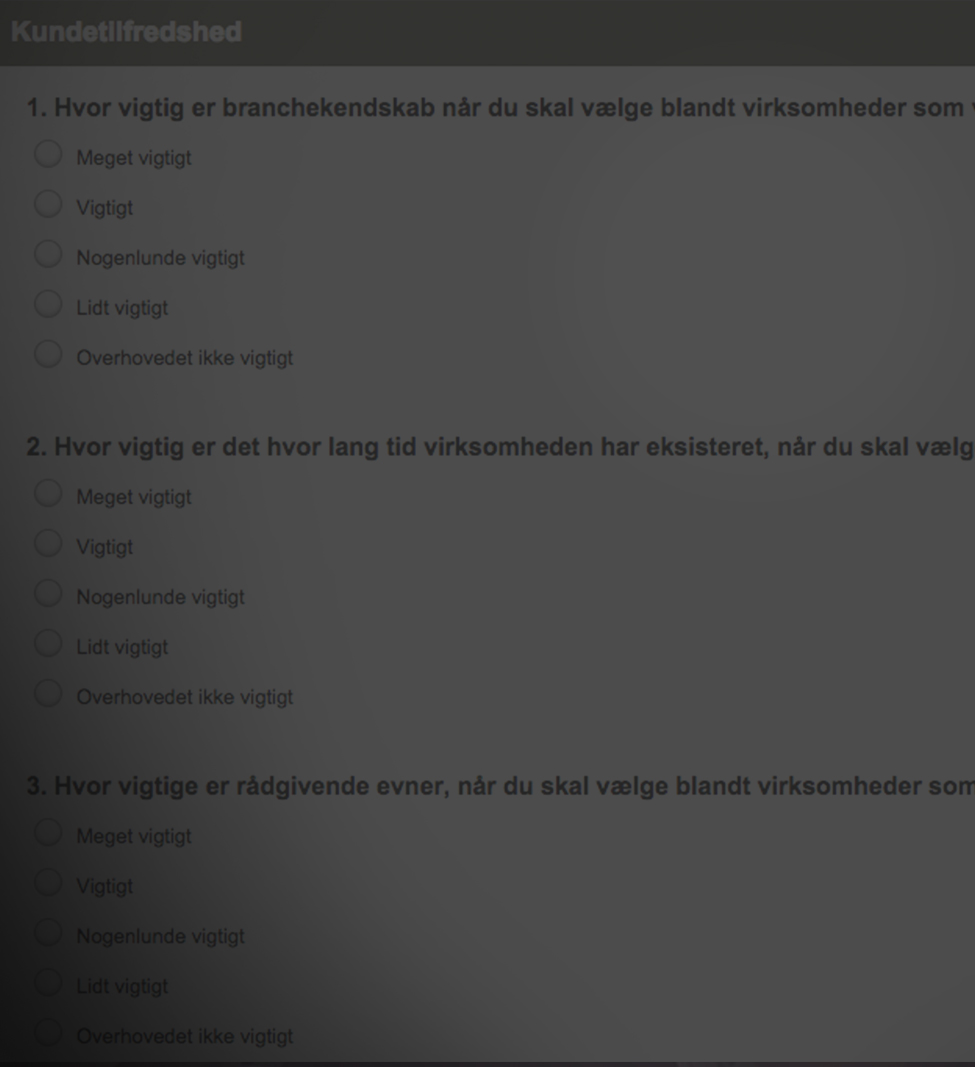 Kundetilfredshed
1. Hvor vigtig er branchekendskab når du skal vælge blandt virksomheder som
Meget vigtigt
Vigtigt
Nogenlunde vigtigt
Lidt vigtigt
Overhovedet ikke vigtigt
2. Hvor vigtig er det hvor lang tid virksomheden har eksisteret, når du skal vælg
Meget vigtigt
Vigtigt
Nogenlunde vigtigt
Lidt vigtigt
Overhovedet ikke vigtigt
3. Hvor vigtige er rådgivende evner, når du skal vælge blandt virksomheder som
Meget vigtigt
Vigtigt
Nogenlunde vigtigt
Lidt vigtigt
Overhovedet ikke vigtigt